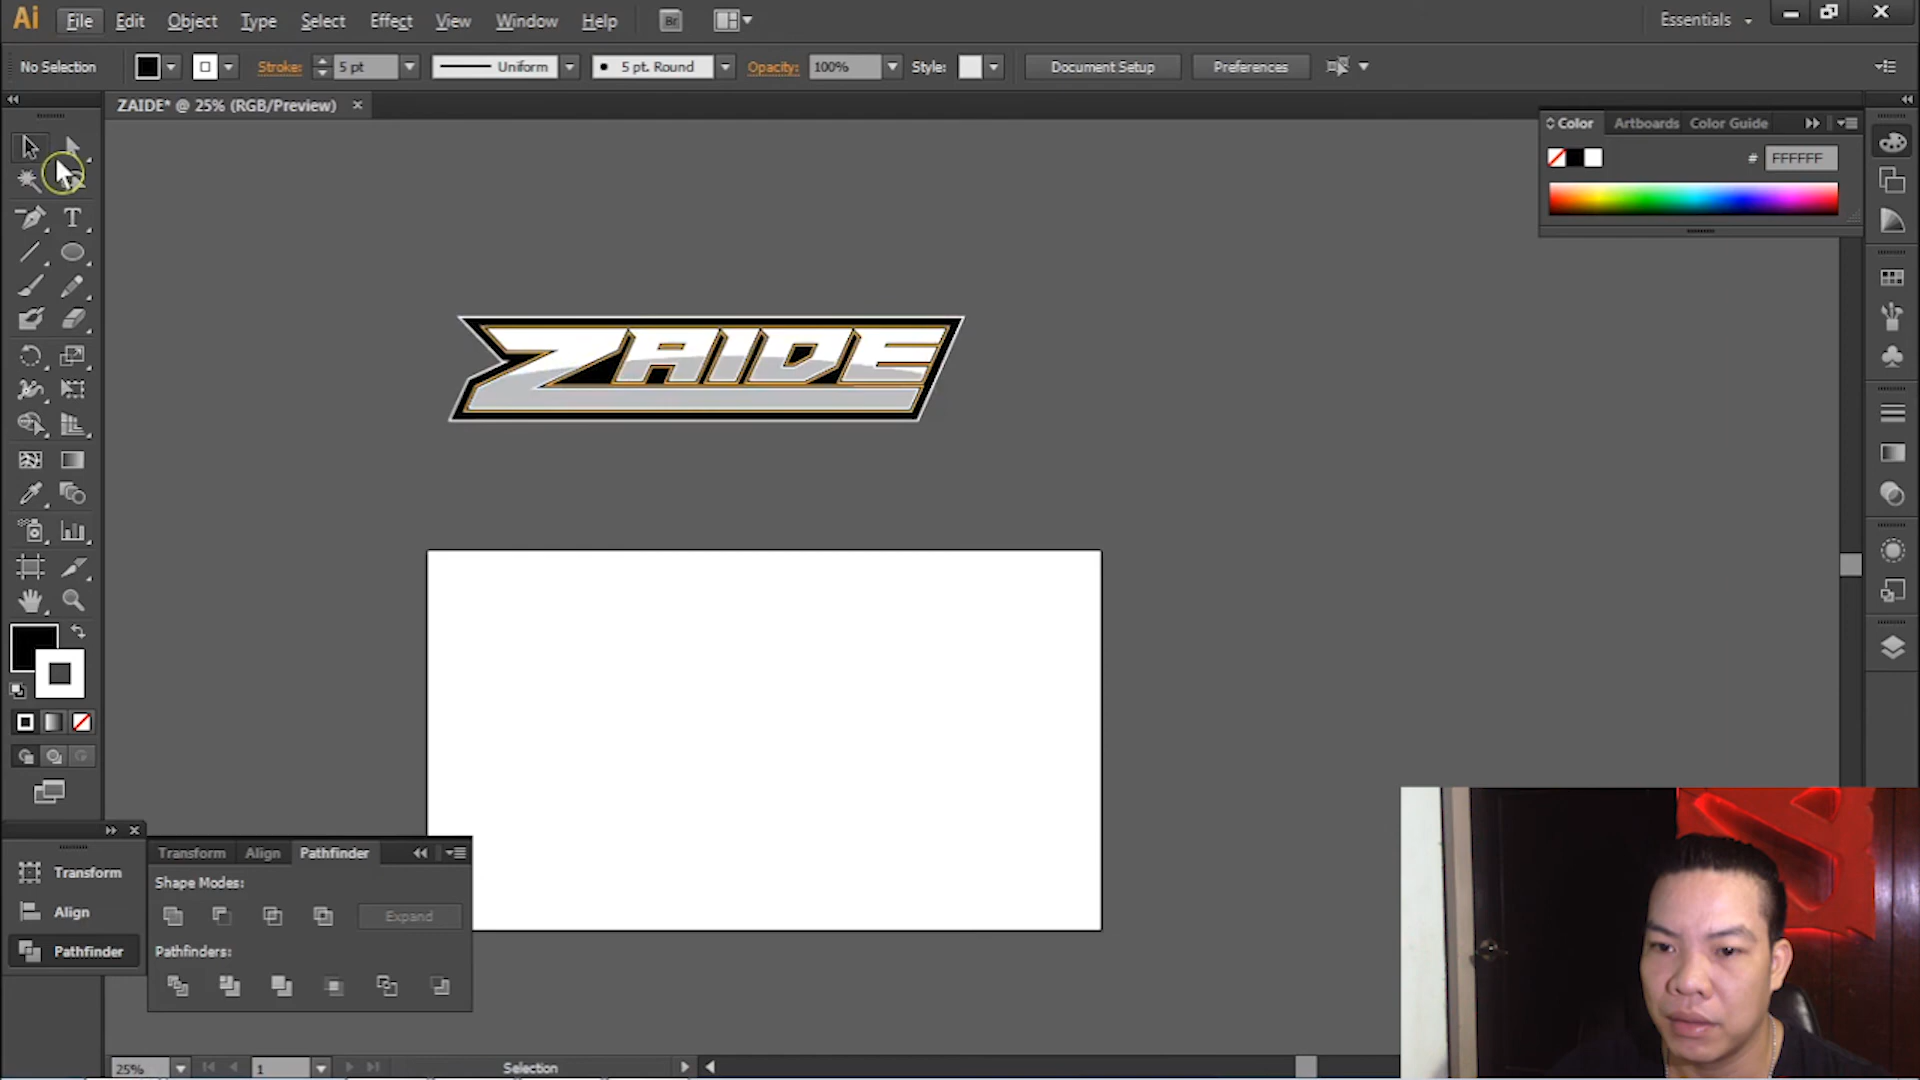 Ai File Edit Object Type Select Effect View Window Help Br Essentials
No Selection Stroke: 5 pt Uniform 5 pt. Round Opacity: 100% Style: Document Setup Preferences
ZAIDE* @ 25% (RGB/Preview)
Color Artboards Color Guide
# FFFFFF
T
ZAIDE
Transform Align Pathfinder
Transform
Shape Modes:
Align
Expand
Pathfinder
Pathfinders:
25% 1 Selection